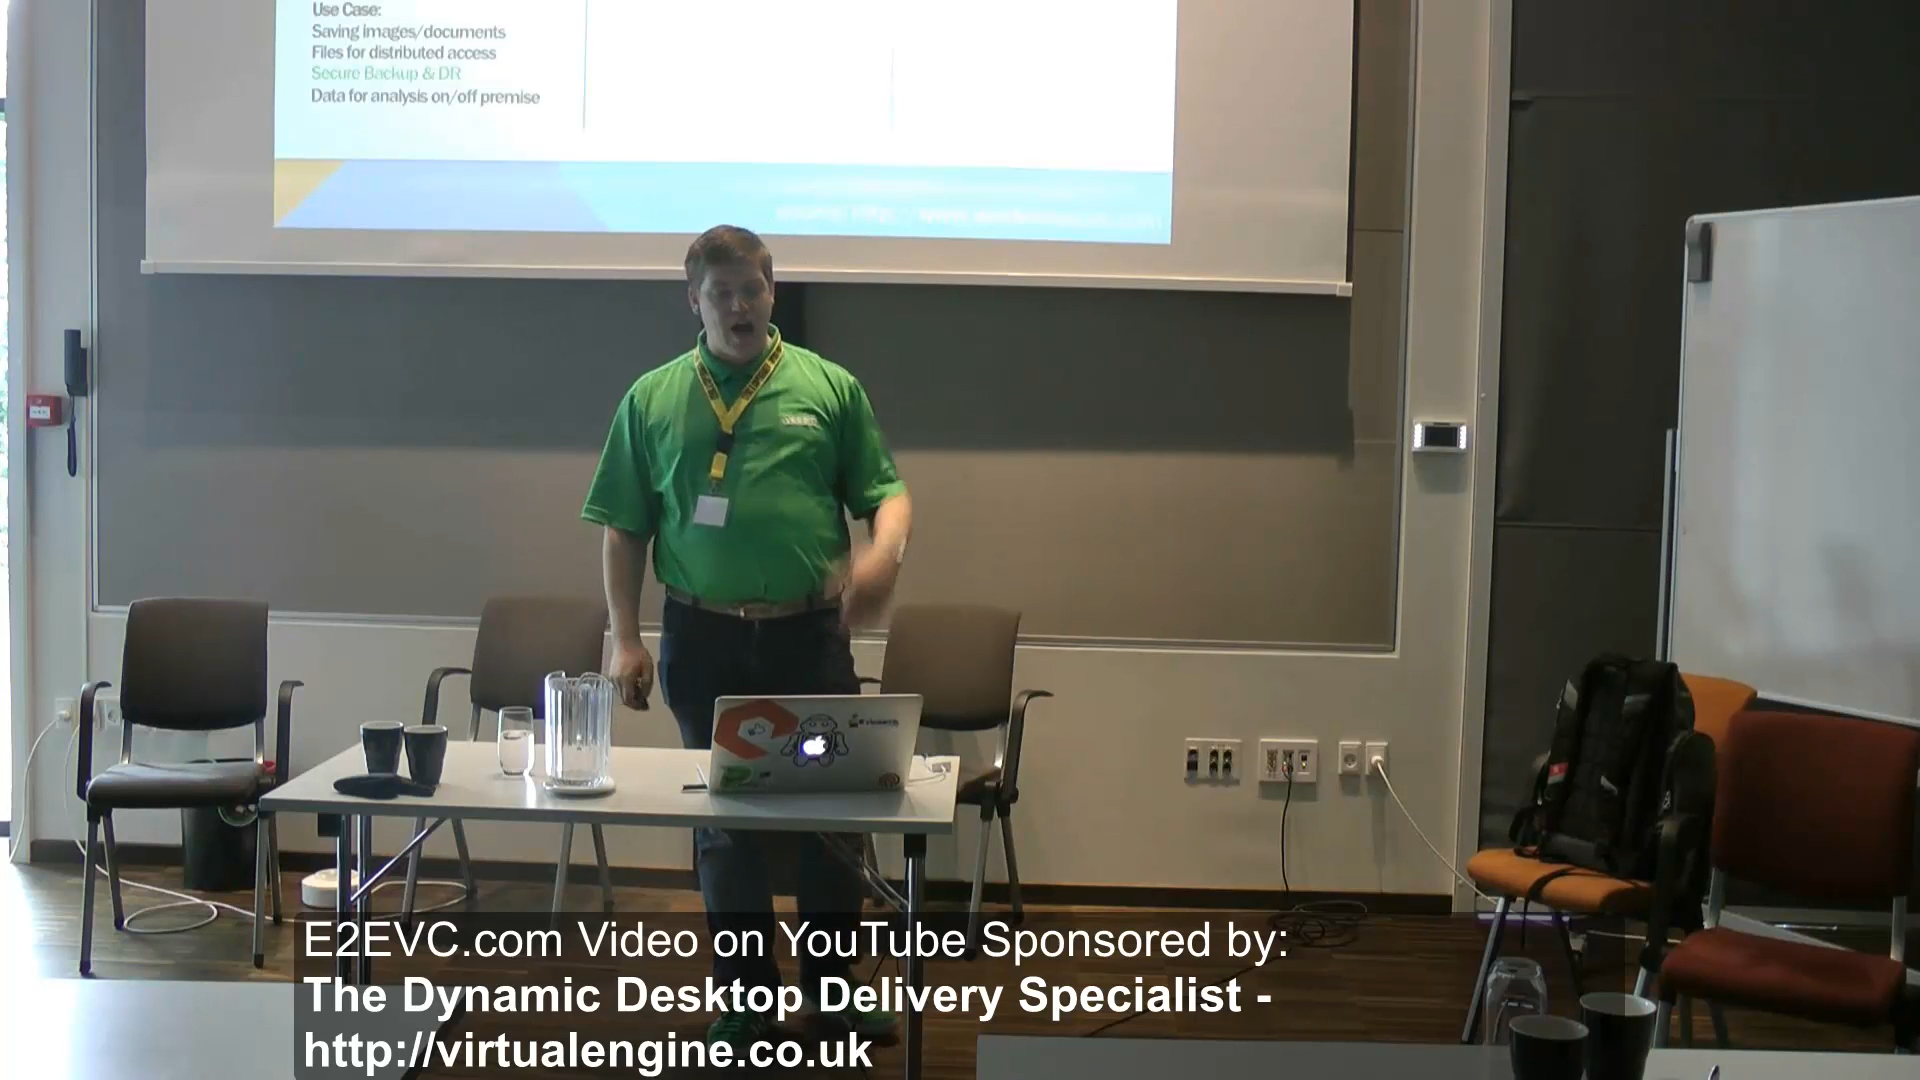 Use Case:
Saving images/documents
Files for distributed access
Secure Backup & DR
Data for analysis on/off premise
E2EVC.com Video on YouTube Sponsored by:
The Dynamic Desktop Delivery Specialist -
http://virtualengine.co.uk